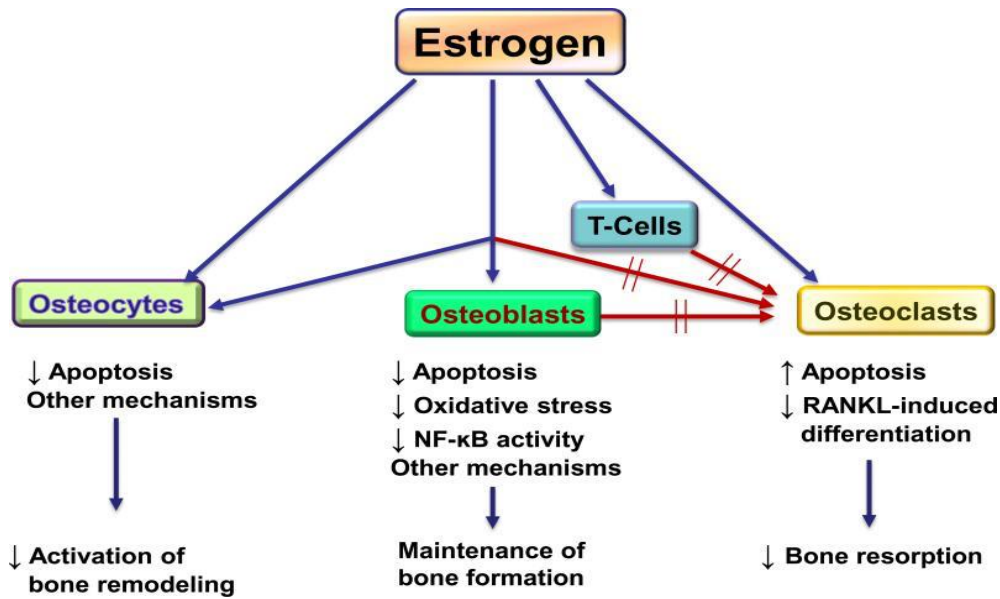 Estrogen
T-Cells
Osteocytes
Osteoblasts
Osteoclasts
↓ Apoptosis
Other mechanisms
↓ Activation of
bone remodeling
↓ Apoptosis
↓ Oxidative stress
↓ NF-κB activity
Other mechanisms
Maintenance of
bone formation
↑ Apoptosis
↓ RANKL-induced
differentiation
↓ Bone resorption